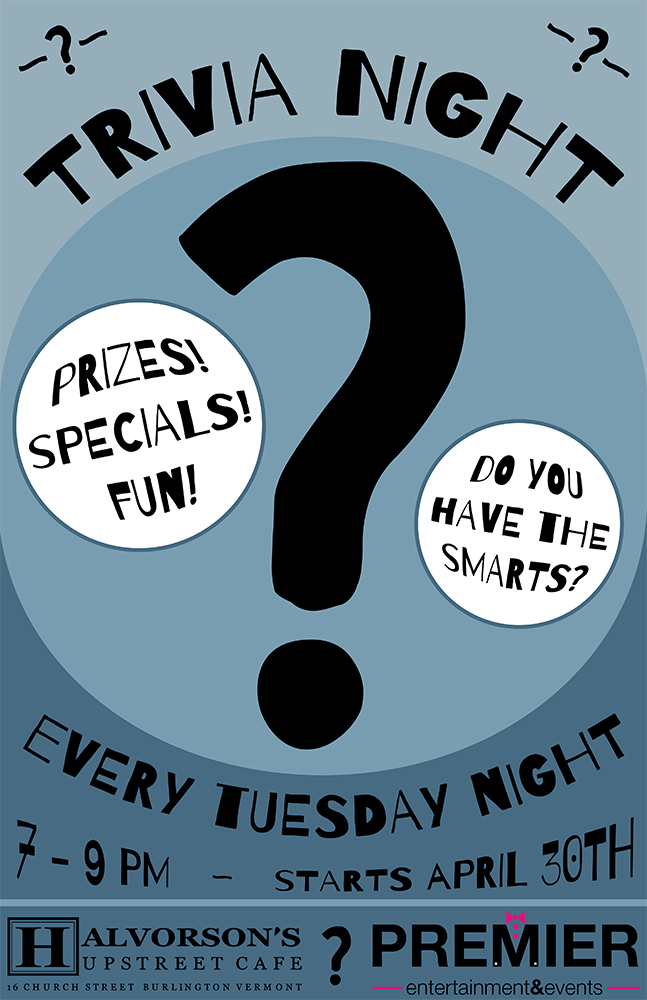 ?
?
TRIVIA NIGHT
?
PRIZES!
SPECIALS!
FUN!
DO YOU
HAVE THE
SMARTS?
EVERY TUESDAY NIGHT
7 - 9 PM - STARTS APRIL 30TH
HALVORSON'S
UPSTREET CAFE
16 CHURCH STREET BURLINGTON VERMONT
?
PREMIER
entertainment&events